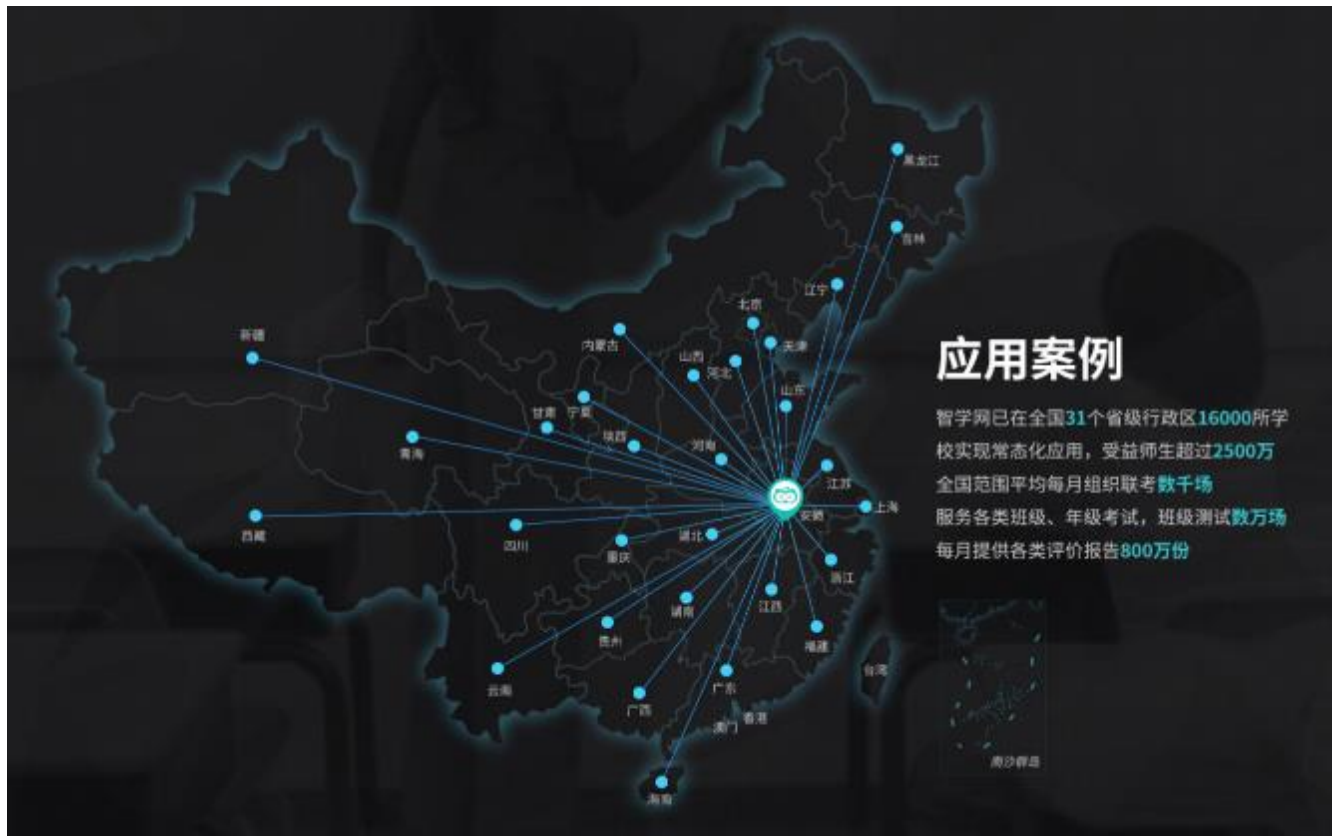 黑龙江
吉林
辽宁
北京
天津
新疆
内蒙古
山西
河北
山东
甘肃
宁夏
陕西
河南
青海
江苏
西藏
安徽
上海
四川
重庆
湖北
浙江
湖南
江西
贵州
福建
云南
广西
广东
台湾
澳门
香港
海南
应用案例
智学网已在全国31个省级行政区16000所学
校实现常态化应用，受益师生超过2500万
全国范围平均每月组织联考数千场
服务各类班级、年级考试，班级测试数万场
每月提供各类评价报告800万份
南沙群岛